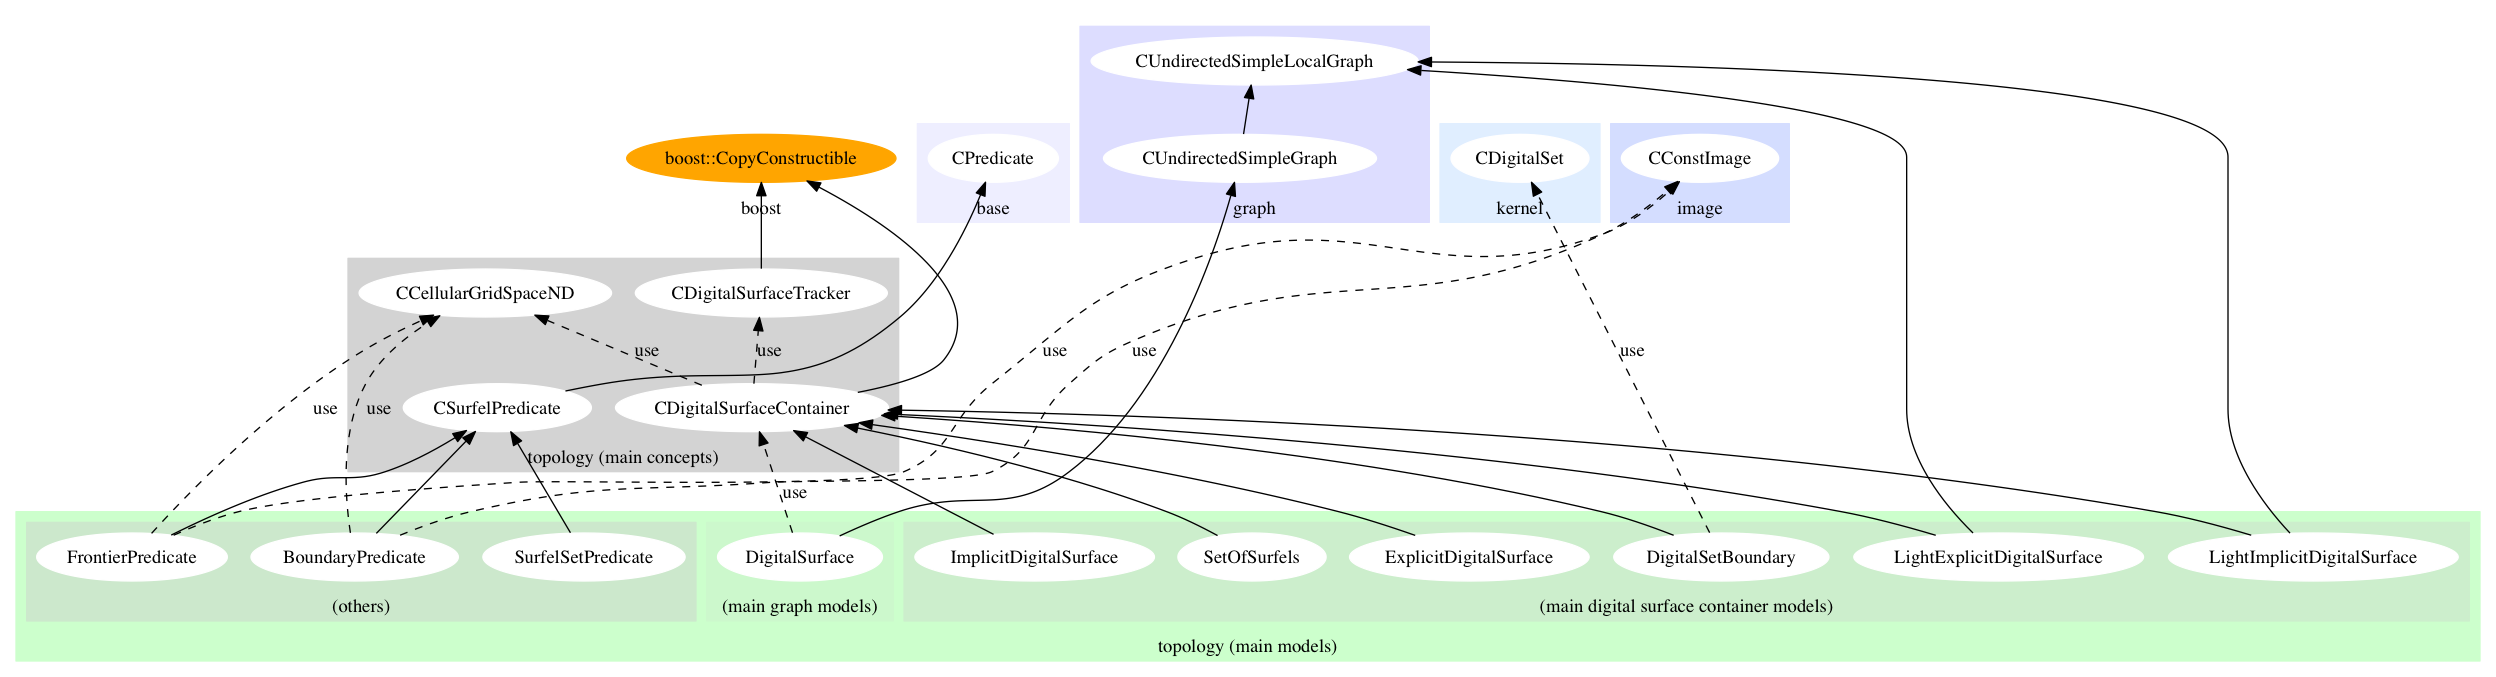 CUndirectedSimpleLocalGraph
boost::CopyConstructible
CPredicate
CUndirectedSimpleGraph
CDigitalSet
CConstImage
boost
base
graph
kernel
image
CCellularGridSpaceND
CDigitalSurfaceTracker
use
use
use
use
use
use
use
CSurfelPredicate
CDigitalSurfaceContainer
topology (main concepts)
use
FrontierPredicate
BoundaryPredicate
SurfelSetPredicate
DigitalSurface
ImplicitDigitalSurface
SetOfSurfels
ExplicitDigitalSurface
DigitalSetBoundary
LightExplicitDigitalSurface
LightImplicitDigitalSurface
(others)
(main graph models)
(main digital surface container models)
topology (main models)